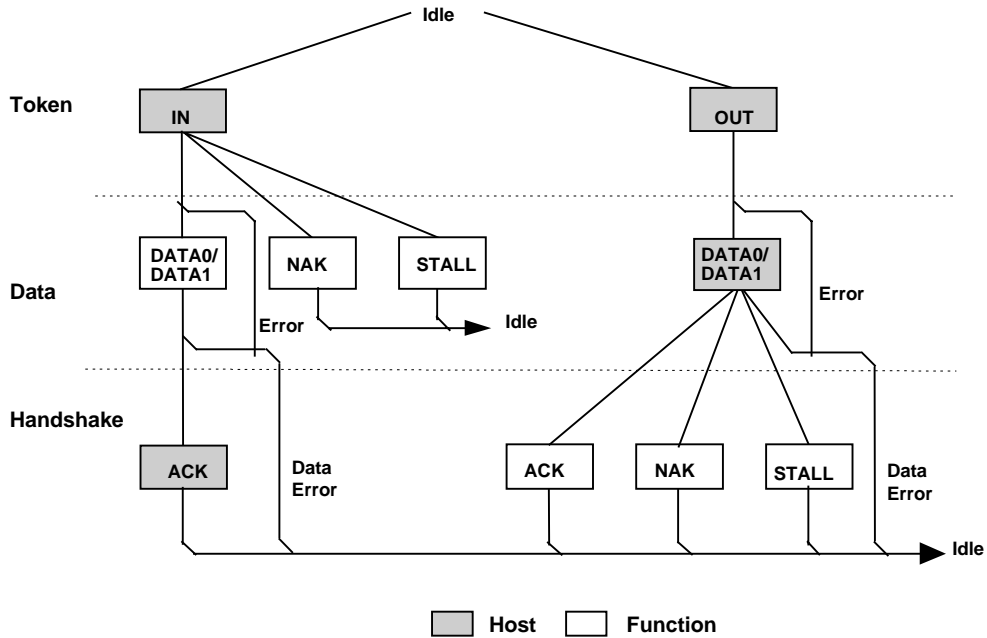 Idle
Token
IN
OUT
DATA0/
DATA1
NAK
STALL
DATA0/
DATA1
Data
Error
Idle
Error
Handshake
ACK
Data
Error
ACK
NAK
STALL
Data
Error
Idle
Host
Function